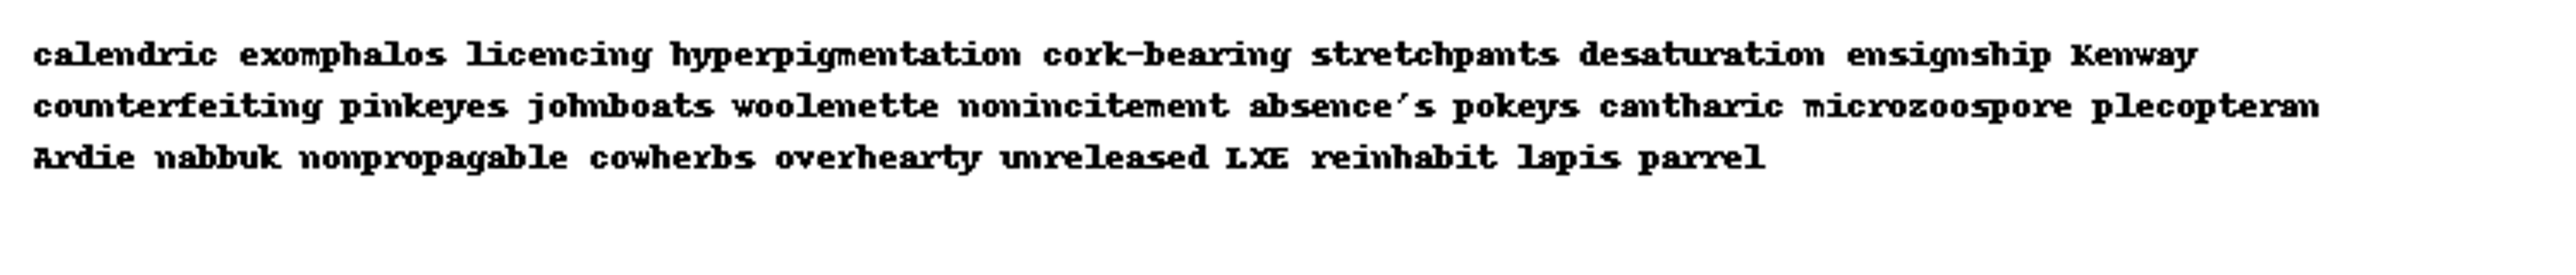 calendric exomphalos licencing hyperpigmentation cork-bearing stretchpants desaturation ensignship Kenway
counterfeiting pinkeyes johnboats woolenette nonincitement absence's pokeys cantharic microzoospore plecopteran
Ardie nabbuk nonpropagable cowherbs overhearty unreleased LXE reinhabit lapis parrel